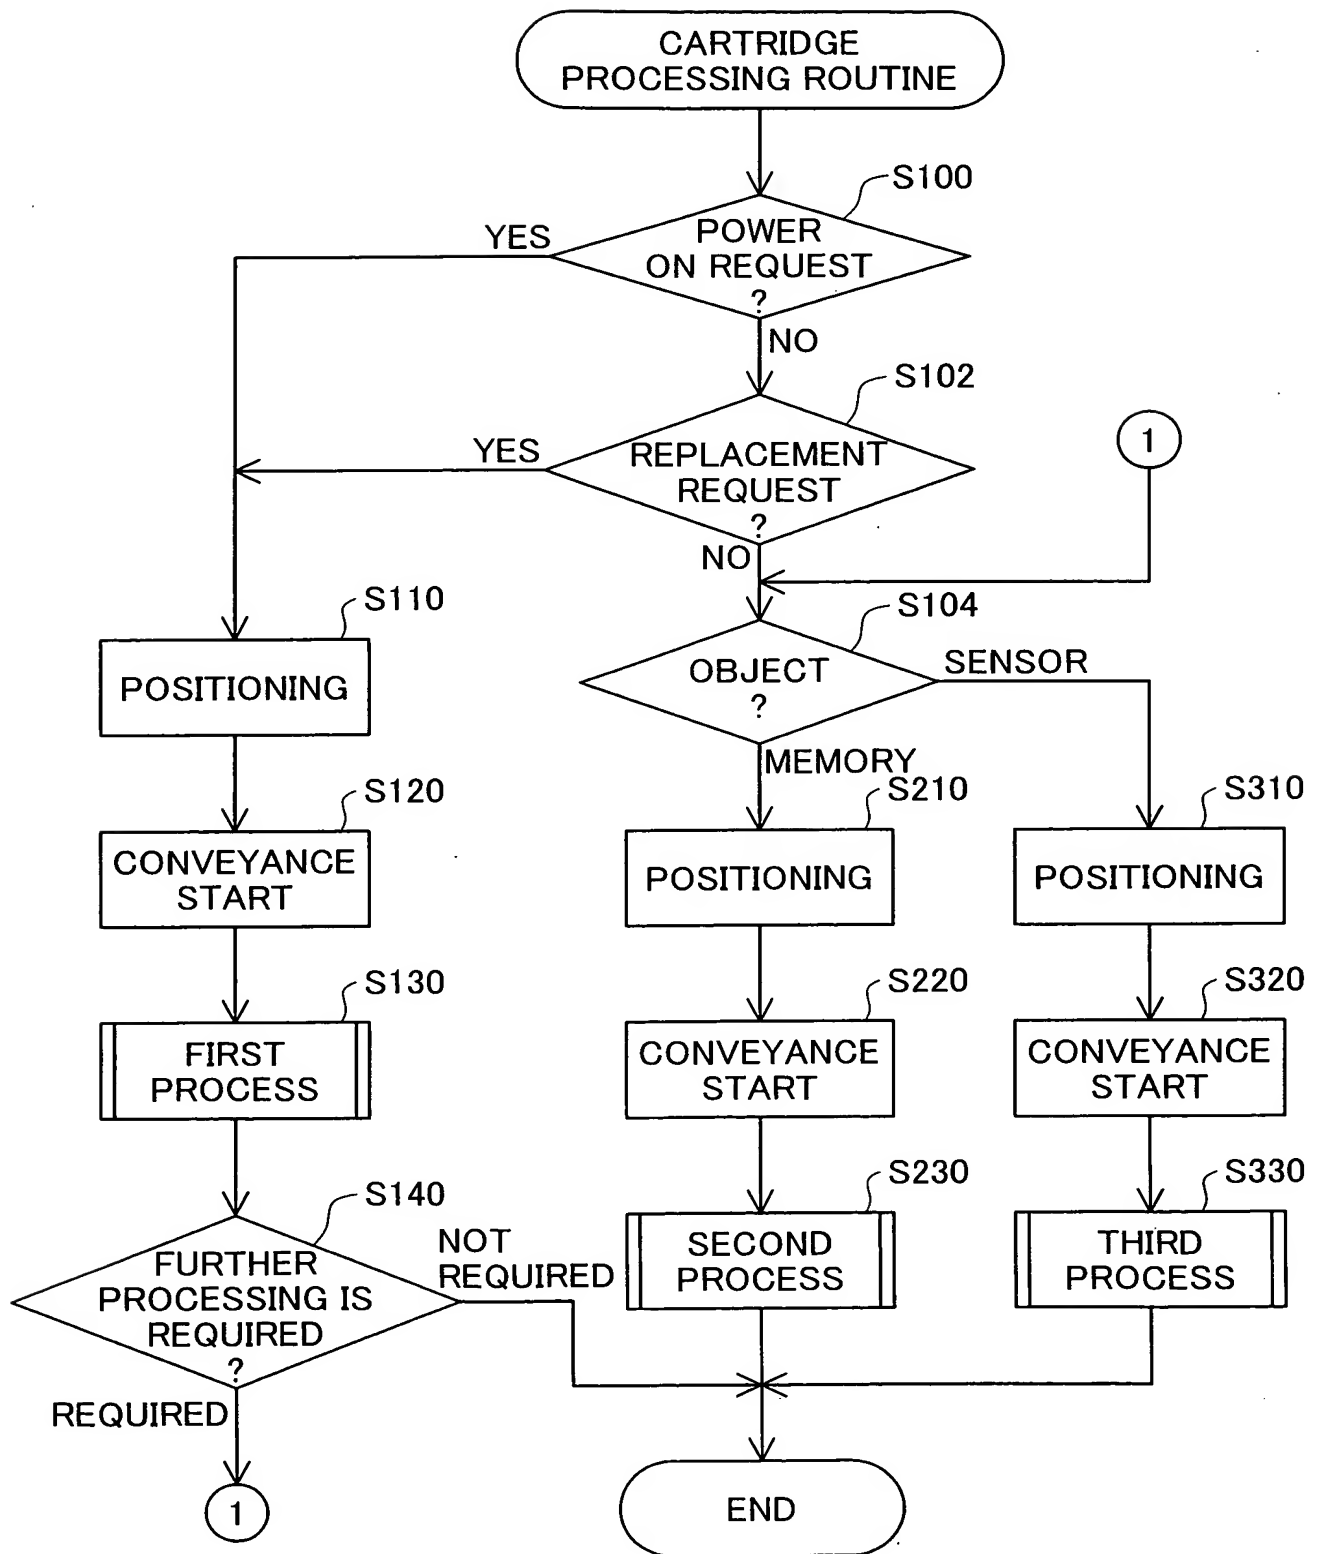 CARTRIDGE
PROCESSING ROUTINE
S100
YES
POWER
ON REQUEST
?
NO
S102
YES
REPLACEMENT
REQUEST
?
1
NO
S110
S104
POSITIONING
OBJECT
?
SENSOR
MEMORY
S120
S210
S310
CONVEYANCE
START
POSITIONING
POSITIONING
S130
S220
S320
FIRST
PROCESS
CONVEYANCE
START
CONVEYANCE
START
S140
S230
S330
FURTHER
PROCESSING IS
REQUIRED
?
NOT
REQUIRED
SECOND
PROCESS
THIRD
PROCESS
REQUIRED
1
END